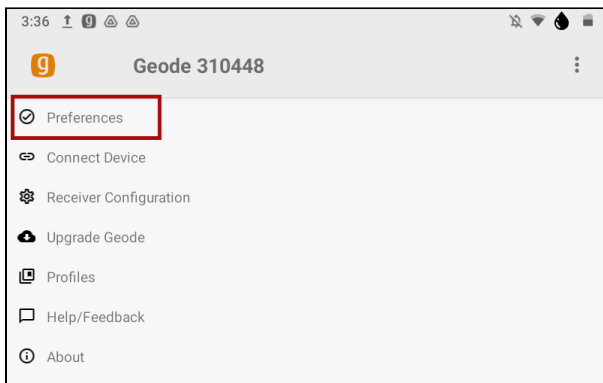 3:36
g
Geode 310448
Preferences
Connect Device
Receiver Configuration
Upgrade Geode
Profiles
Help/Feedback
About